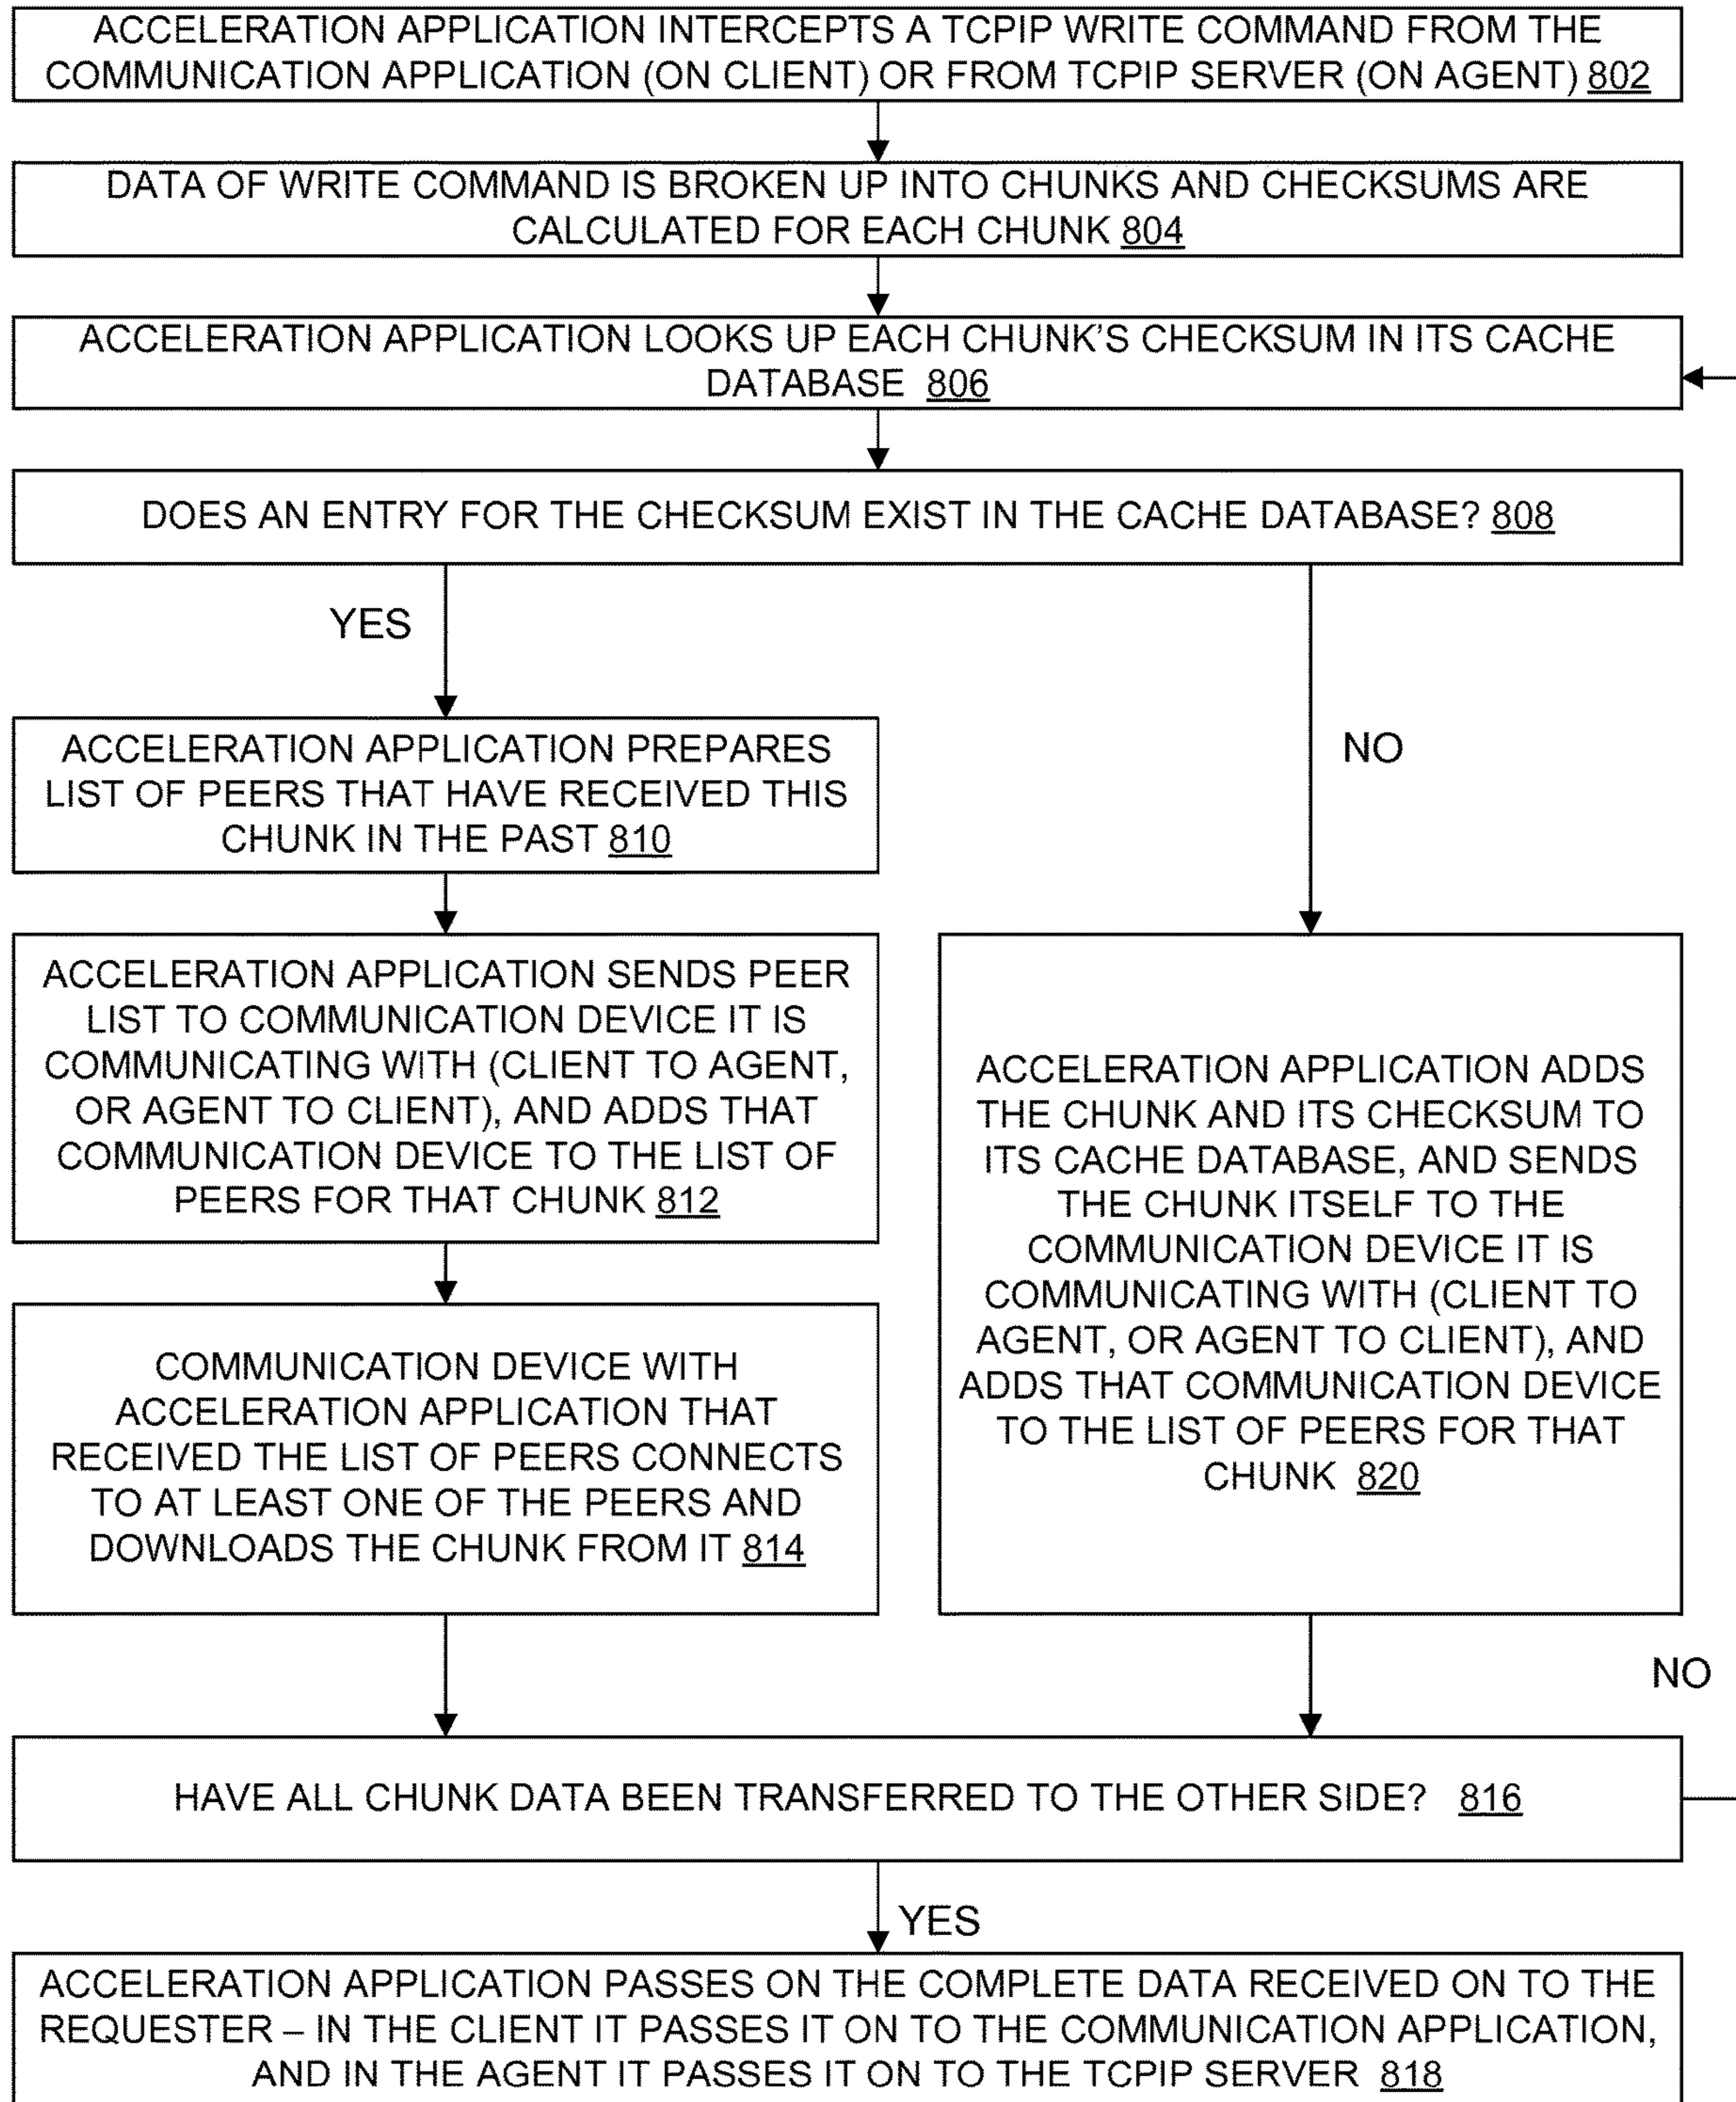 ACCELERATION APPLICATION INTERCEPTS A TCPIP WRITE COMMAND FROM THE
COMMUNICATION APPLICATION (ON CLIENT) OR FROM TCPIP SERVER (ON AGENT) 802
DATA OF WRITE COMMAND IS BROKEN UP INTO CHUNKS AND CHECKSUMS ARE
CALCULATED FOR EACH CHUNK 804
ACCELERATION APPLICATION LOOKS UP EACH CHUNK'S CHECKSUM IN ITS CACHE
DATABASE 806
DOES AN ENTRY FOR THE CHECKSUM EXIST IN THE CACHE DATABASE? 808
YES
NO
ACCELERATION APPLICATION PREPARES
LIST OF PEERS THAT HAVE RECEIVED THIS
CHUNK IN THE PAST 810
ACCELERATION APPLICATION SENDS PEER
LIST TO COMMUNICATION DEVICE IT IS
COMMUNICATING WITH (CLIENT TO AGENT,
OR AGENT TO CLIENT), AND ADDS THAT
COMMUNICATION DEVICE TO THE LIST OF
PEERS FOR THAT CHUNK 812
COMMUNICATION DEVICE WITH
ACCELERATION APPLICATION THAT
RECEIVED THE LIST OF PEERS CONNECTS
TO AT LEAST ONE OF THE PEERS AND
DOWNLOADS THE CHUNK FROM IT 814
ACCELERATION APPLICATION ADDS
THE CHUNK AND ITS CHECKSUM TO
ITS CACHE DATABASE, AND SENDS
THE CHUNK ITSELF TO THE
COMMUNICATION DEVICE IT IS
COMMUNICATING WITH (CLIENT TO
AGENT, OR AGENT TO CLIENT), AND
ADDS THAT COMMUNICATION DEVICE
TO THE LIST OF PEERS FOR THAT
CHUNK 820
NO
HAVE ALL CHUNK DATA BEEN TRANSFERRED TO THE OTHER SIDE? 816
YES
ACCELERATION APPLICATION PASSES ON THE COMPLETE DATA RECEIVED ON TO THE
REQUESTER – IN THE CLIENT IT PASSES IT ON TO THE COMMUNICATION APPLICATION,
AND IN THE AGENT IT PASSES IT ON TO THE TCPIP SERVER 818